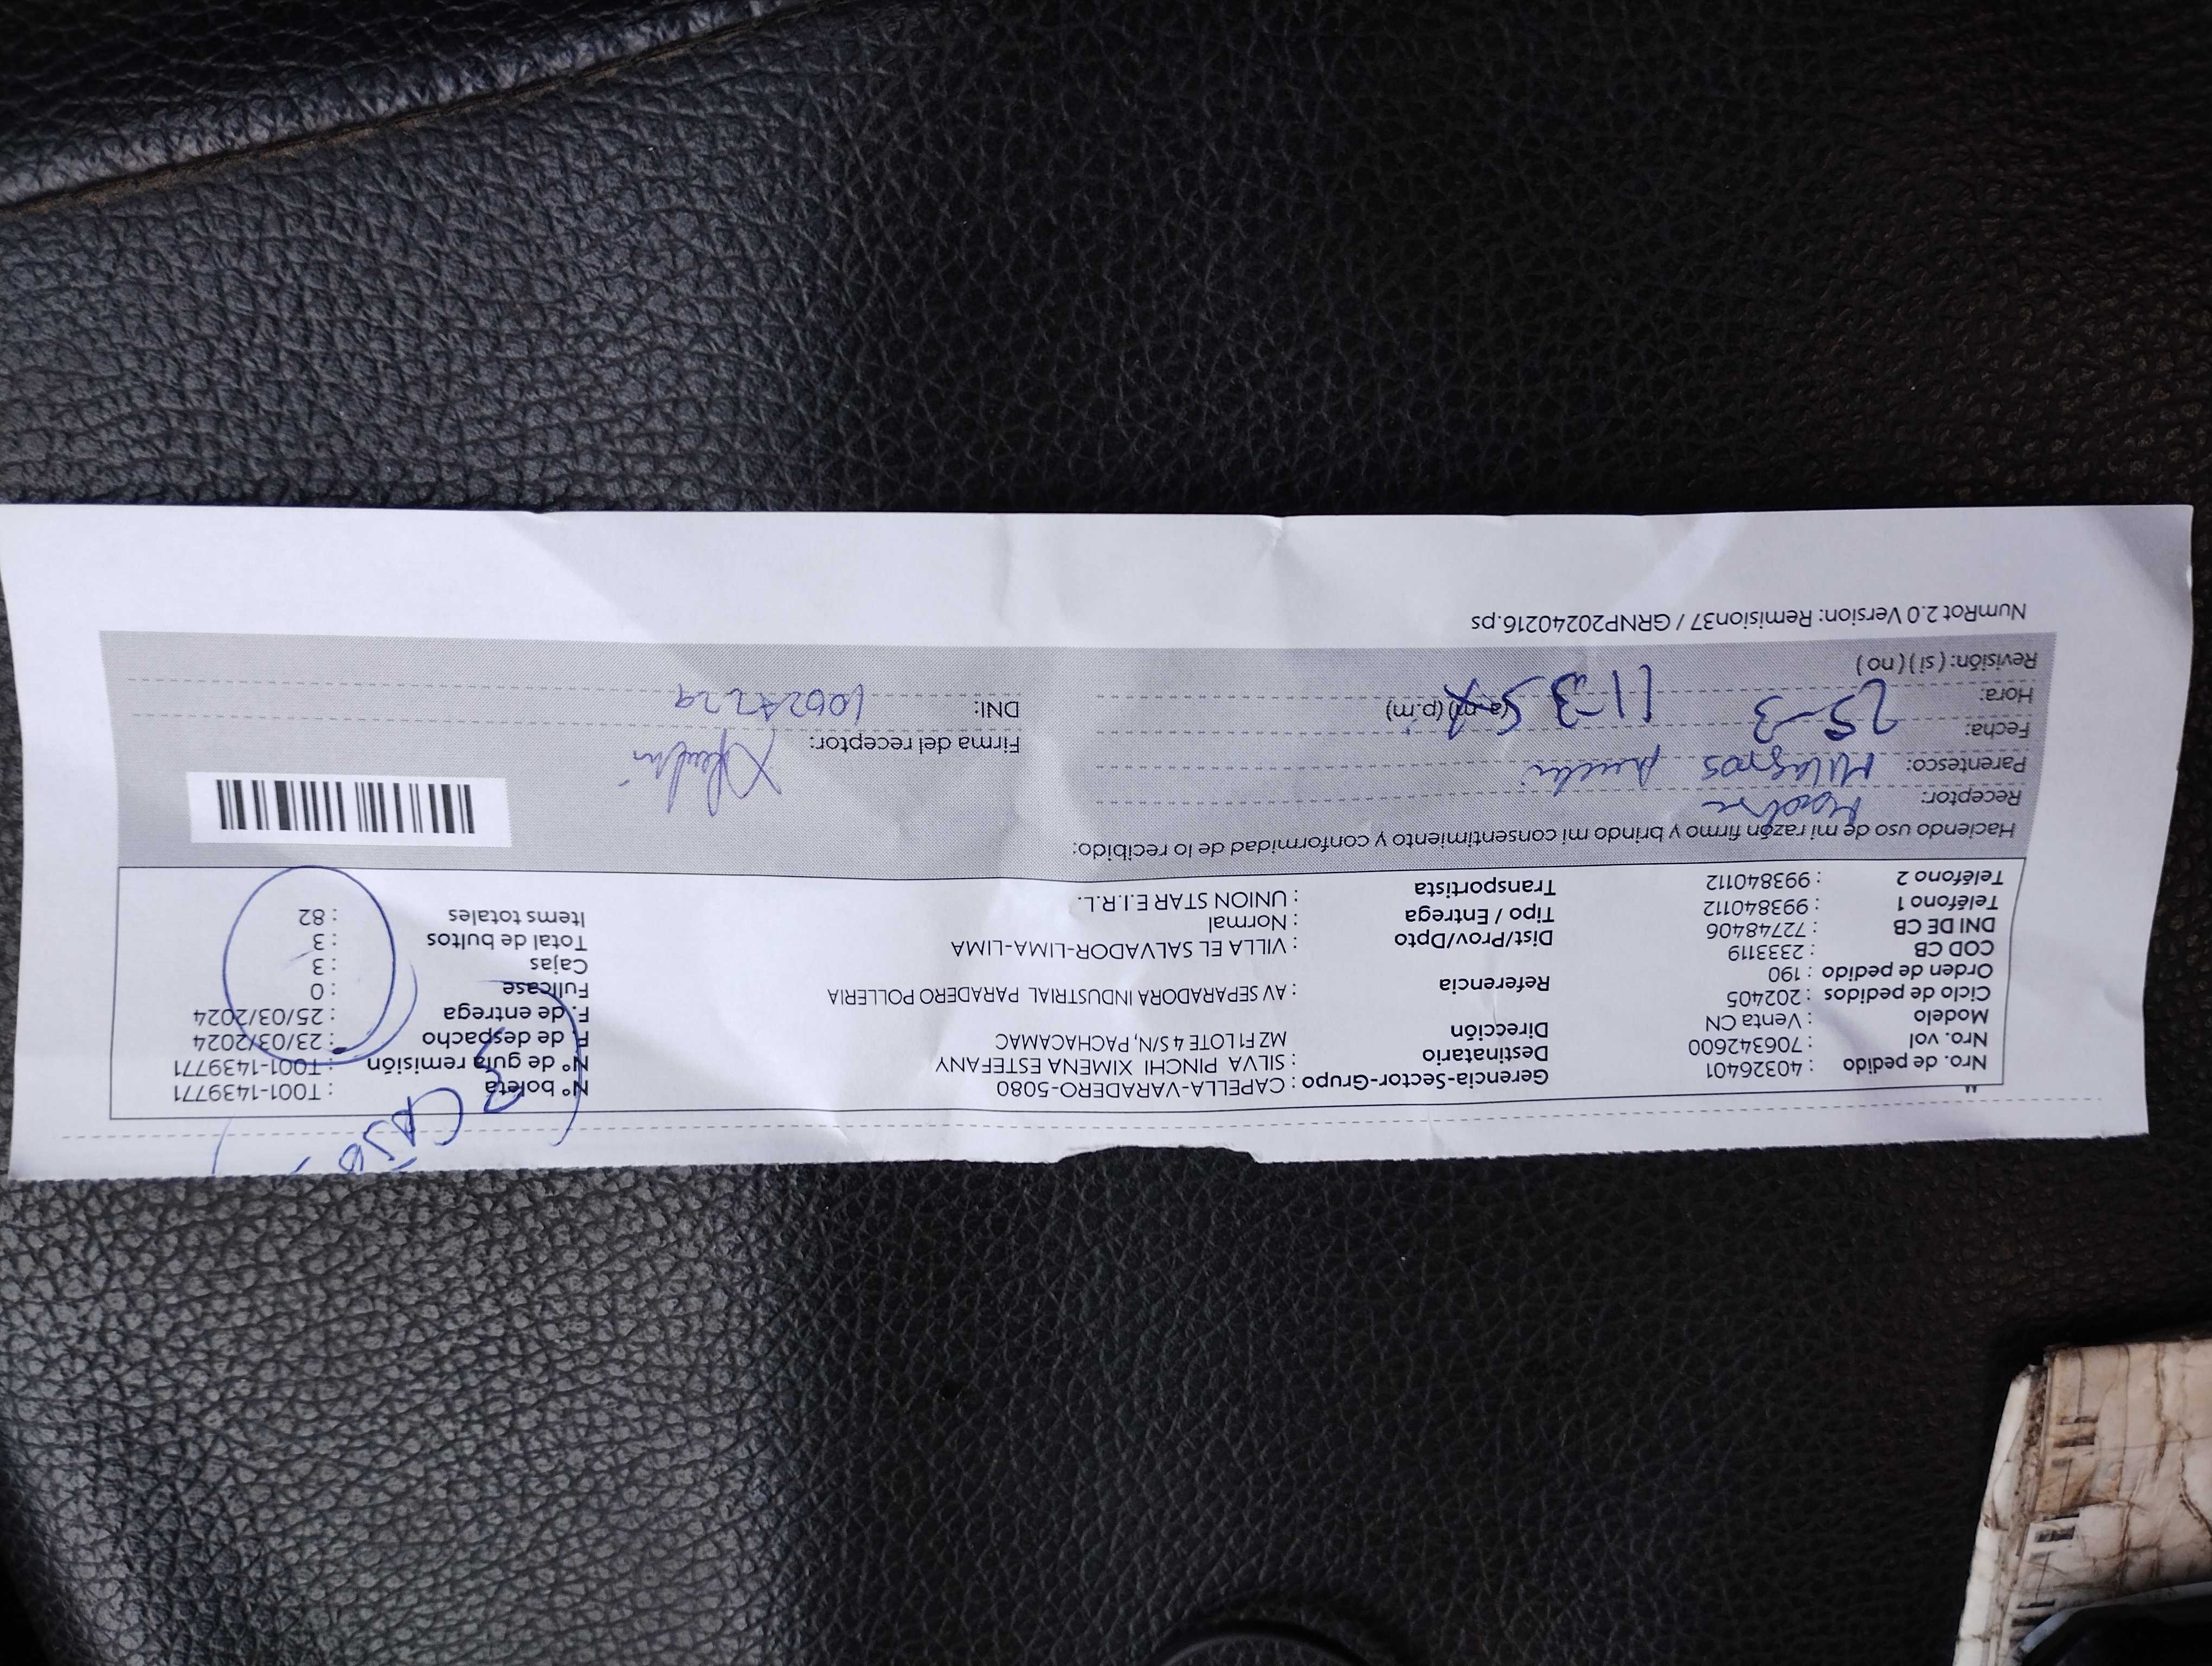 Nro. de pedido : 40326401
Nro. vol : 706342600
Modelo : Venta CN
Ciclo de pedidos : 202405
Orden de pedido : 190
COD CB : 2333119
DNI DE CB : 72748406
Teléfono 1 : 993840112
Teléfono 2 : 993840112
Gerencia-Sector-Grupo : CAPELLA-VARADERO-5080
Destinatario : SILVA PINCHI XIMENA ESTEFANY
Dirección MZ F1 LOTE 4 S/N, PACHACAMAC
Referencia : AV SEPARADORA INDUSTRIAL PARADERO POLLERIA
Dist/Prov/Dpto : VILLA EL SALVADOR-LIMA-LIMA
Tipo / Entrega : Normal
Transportista : UNION STAR E.I.R.L.
3 CAJAS
N° boleta : T001-1439771
N° de guía remisión : T001-1439771
F. de despacho : 23/03/2024
F. de entrega : 25/03/2024
Fullcase : 0
Cajas : 3
Total de bultos : 3
Items totales : 82
Haciendo uso de mi razón firmo y brindo mi consentimiento y conformidad de lo recibido:
Receptor: Madre
Parentesco: Milagros
Fecha: 25-3
Hora: 11-35 (a.m) (p.m)
Revisión: ( si ) ( no )
Firma del receptor:
DNI:
NumRot 2.0 Version: Remision37 / GRNP20240216.ps